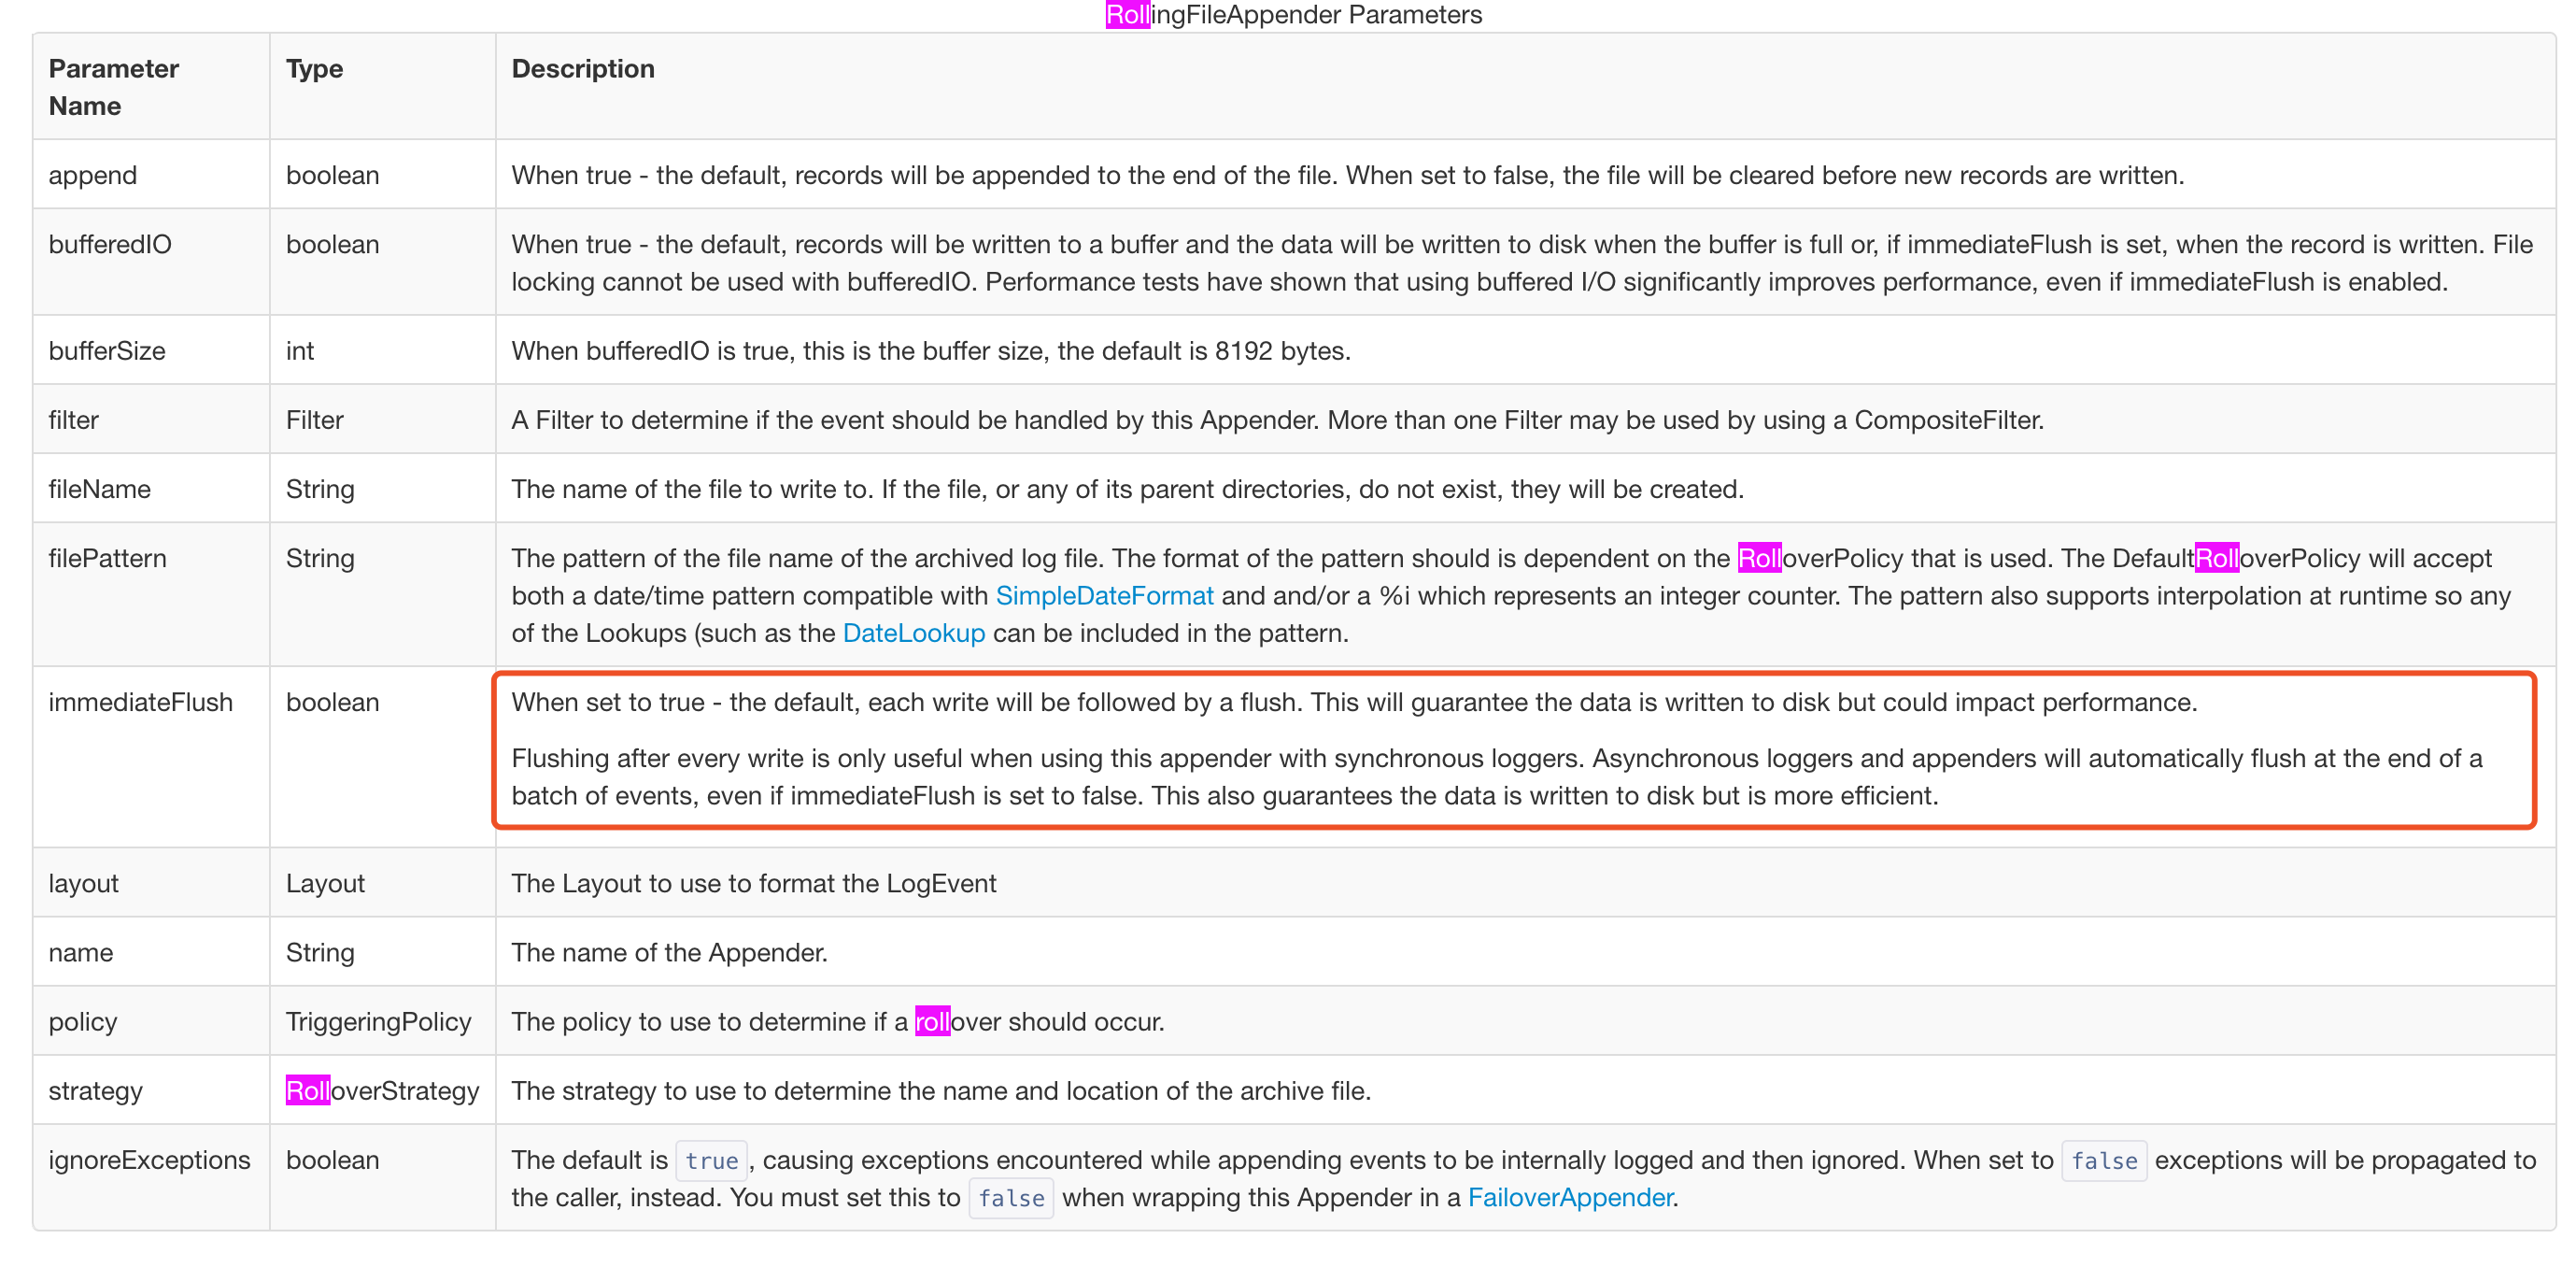 RollingFileAppender Parameters
Parameter Name Type Description
append boolean When true - the default, records will be appended to the end of the file. When set to false, the file will be cleared before new records are written.
bufferedIO boolean When true - the default, records will be written to a buffer and the data will be written to disk when the buffer is full or, if immediateFlush is set, when the record is written. File
locking cannot be used with bufferedIO. Performance tests have shown that using buffered I/O significantly improves performance, even if immediateFlush is enabled.
bufferSize int When bufferedIO is true, this is the buffer size, the default is 8192 bytes.
filter Filter A Filter to determine if the event should be handled by this Appender. More than one Filter may be used by using a CompositeFilter.
fileName String The name of the file to write to. If the file, or any of its parent directories, do not exist, they will be created.
filePattern String The pattern of the file name of the archived log file. The format of the pattern should is dependent on the RolloverPolicy that is used. The DefaultRolloverPolicy will accept
both a date/time pattern compatible with SimpleDateFormat and and/or a %i which represents an integer counter. The pattern also supports interpolation at runtime so any
of the Lookups (such as the DateLookup can be included in the pattern.
immediateFlush boolean When set to true - the default, each write will be followed by a flush. This will guarantee the data is written to disk but could impact performance.
Flushing after every write is only useful when using this appender with synchronous loggers. Asynchronous loggers and appenders will automatically flush at the end of a
batch of events, even if immediateFlush is set to false. This also guarantees the data is written to disk but is more efficient.
layout Layout The Layout to use to format the LogEvent
name String The name of the Appender.
policy TriggeringPolicy The policy to use to determine if a rollover should occur.
strategy RolloverStrategy The strategy to use to determine the name and location of the archive file.
ignoreExceptions boolean The default is true, causing exceptions encountered while appending events to be internally logged and then ignored. When set to false exceptions will be propagated to
the caller, instead. You must set this to false when wrapping this Appender in a FailoverAppender.